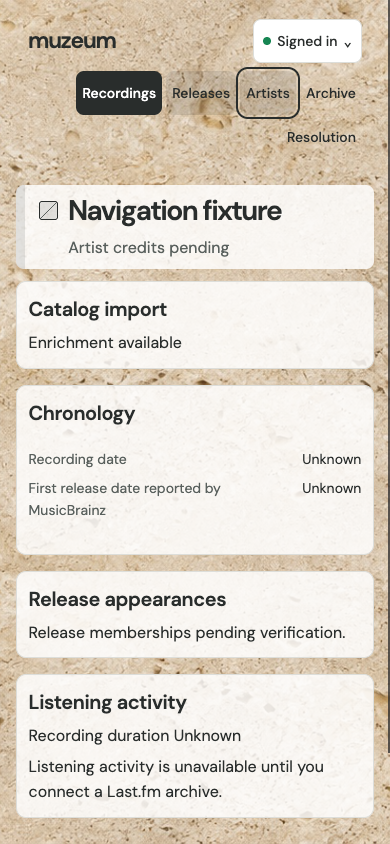 muzeum
Signed in
Recordings Releases Artists Archive
Resolution
Navigation fixture
Artist credits pending
Catalog import
Enrichment available
Chronology
Recording date Unknown
First release date reported by Unknown
MusicBrainz
Release appearances
Release memberships pending verification.
Listening activity
Recording duration Unknown
Listening activity is unavailable until you
connect a Last.fm archive.